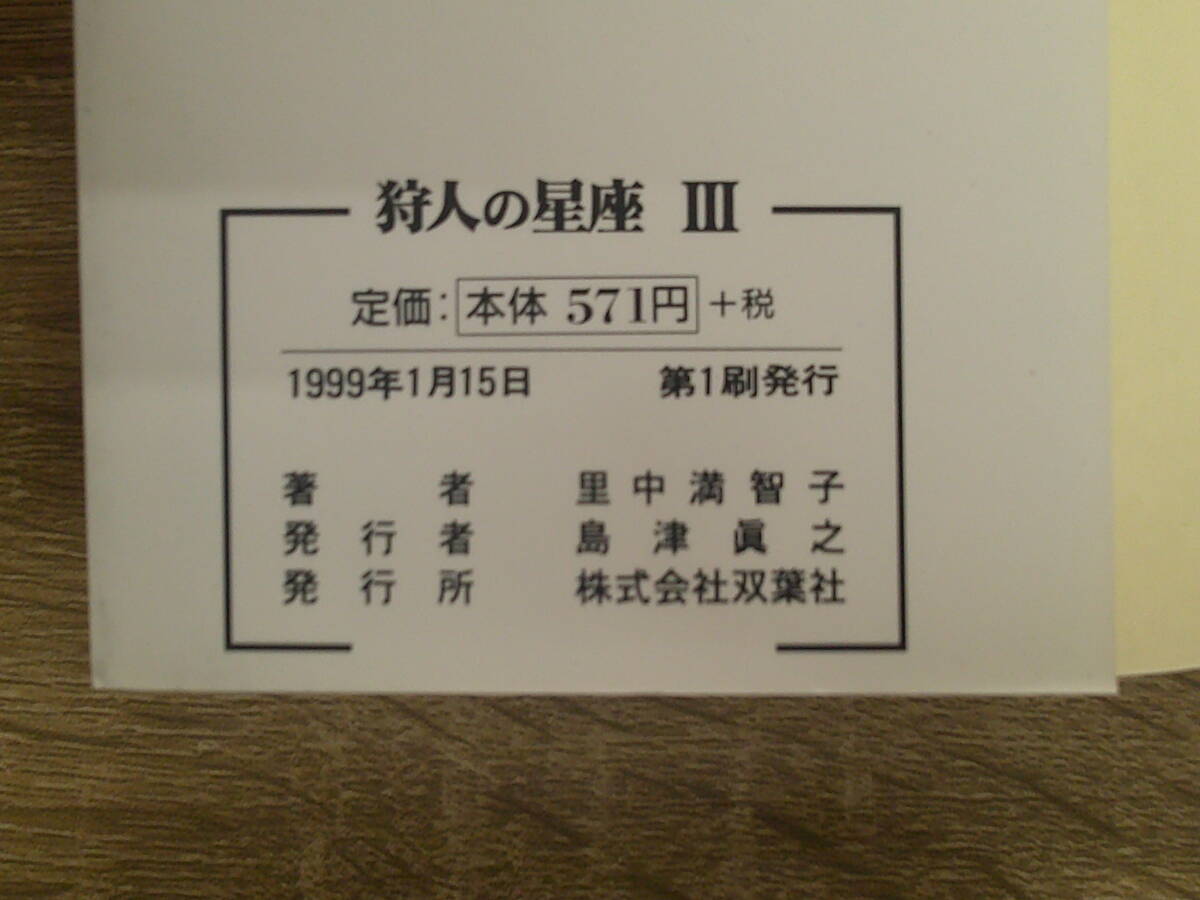 狩人の星座 III
定価: 本体 571円 +税
1999年1月15日 第1刷発行
著者 里中満智子
発行者 島津眞之
発行所 株式会社双葉社